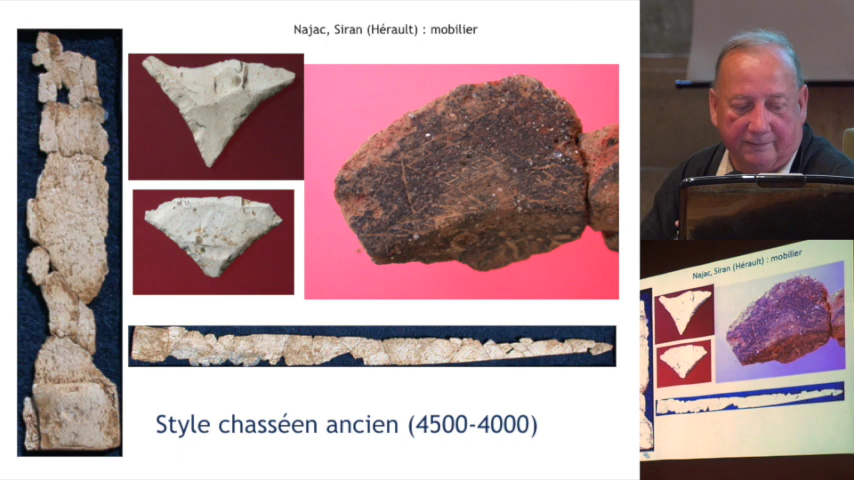 Najac, Siran (Hérault) : mobilier
Style chasséen ancien (4500-4000)
Najac, Siran (Hérault) : mobilier